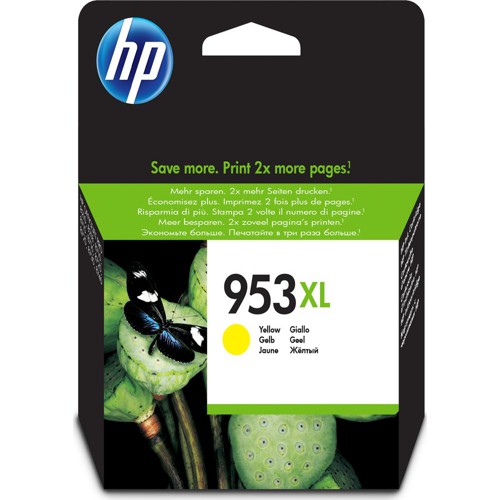 hp
Save more. Print 2x more pages.¹
Mehr sparen. 2x mehr Seiten drucken.¹
Économisez plus. Imprimez 2 fois plus de pages.¹
Risparmia di più. Stampa 2 volte il numero di pagine.¹
Meer besparen. 2x zoveel pagina's printen.¹
Экономьте больше. Печатайте в три раза больше.¹
953XL
Yellow Giallo
Gelb Geel
Jaune Жёлтый